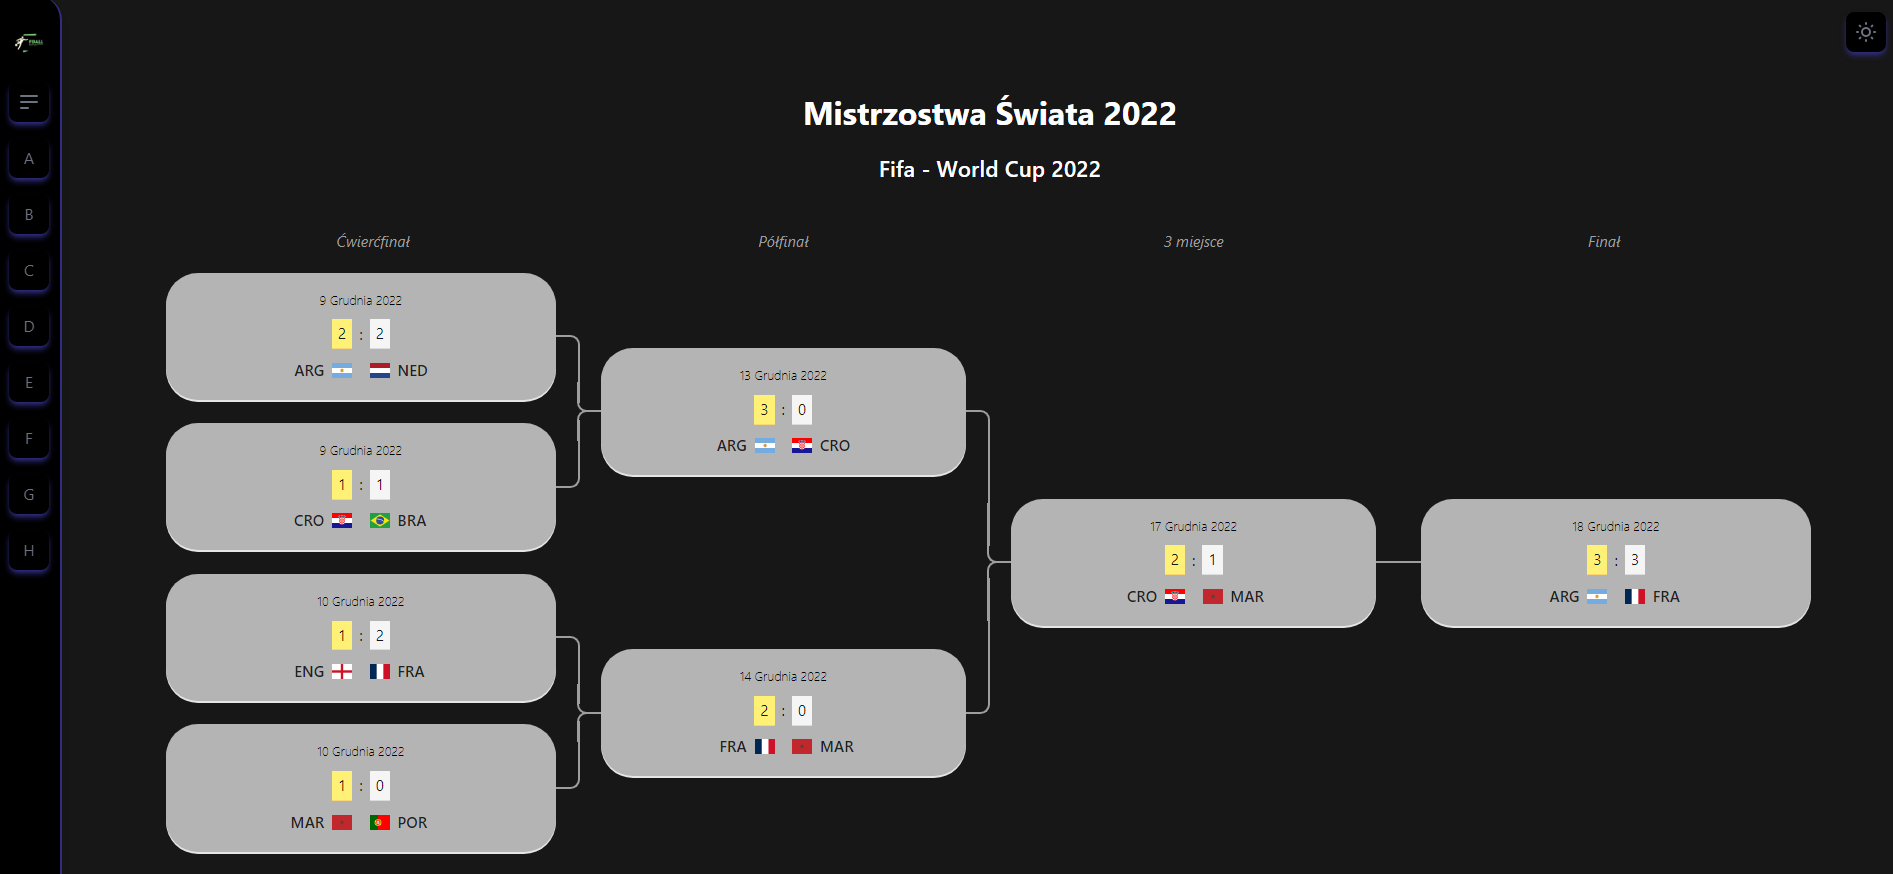 A
B
C
D
E
F
G
H
Mistrzostwa Świata 2022
Fifa - World Cup 2022
Ćwierćfinał
Półfinał
3 miejsce
Finał
9 Grudnia 2022
2 : 2
ARG NED
9 Grudnia 2022
1 : 1
CRO BRA
10 Grudnia 2022
1 : 2
ENG FRA
10 Grudnia 2022
1 : 0
MAR POR
13 Grudnia 2022
3 : 0
ARG CRO
14 Grudnia 2022
2 : 0
FRA MAR
17 Grudnia 2022
2 : 1
CRO MAR
18 Grudnia 2022
3 : 3
ARG FRA